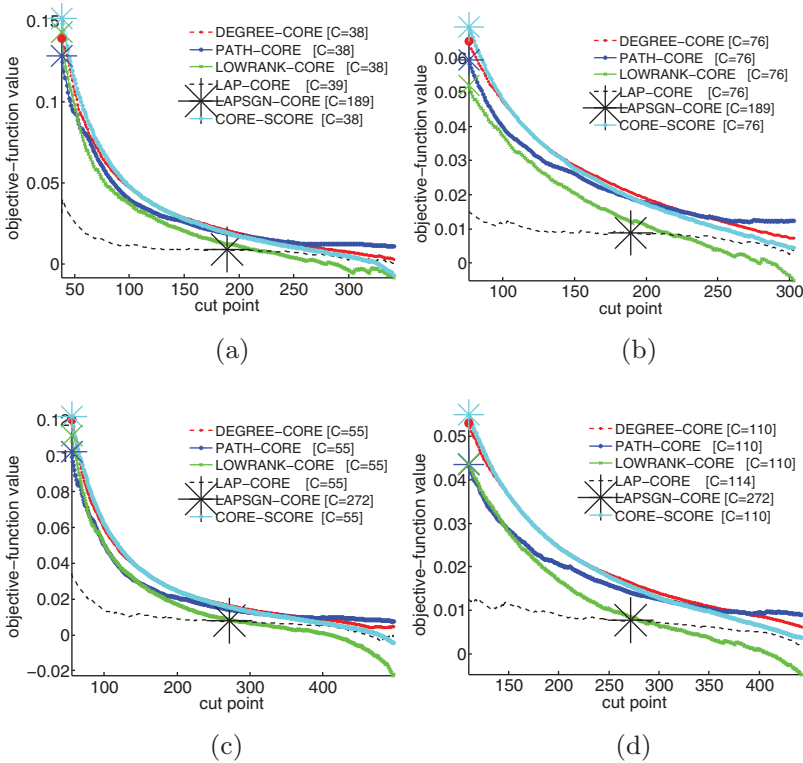 0.15
0.1
0.05
0
objective−function value
DEGREE−CORE [C=38]
PATH−CORE [C=38]
LOWRANK−CORE [C=38]
LAP−CORE [C=39]
LAPSGN−CORE [C=189]
CORE−SCORE [C=38]
50 100 150 200 250 300
cut point
(a)
0.06
0.05
0.04
0.03
0.02
0.01
0
objective−function value
DEGREE−CORE [C=76]
PATH−CORE [C=76]
LOWRANK−CORE [C=76]
LAP−CORE [C=76]
LAPSGN−CORE [C=189]
CORE−SCORE [C=76]
100 150 200 250 300
cut point
(b)
0.12
0.1
0.08
0.06
0.04
0.02
0
−0.02
objective−function value
DEGREE−CORE [C=55]
PATH−CORE [C=55]
LOWRANK−CORE [C=55]
LAP−CORE [C=55]
LAPSGN−CORE [C=272]
CORE−SCORE [C=55]
100 200 300 400
cut point
(c)
0.05
0.04
0.03
0.02
0.01
0
objective−function value
DEGREE−CORE [C=110]
PATH−CORE [C=110]
LOWRANK−CORE [C=110]
LAP−CORE [C=114]
LAPSGN−CORE [C=272]
CORE−SCORE [C=110]
150 200 250 300 350 400
cut point
(d)